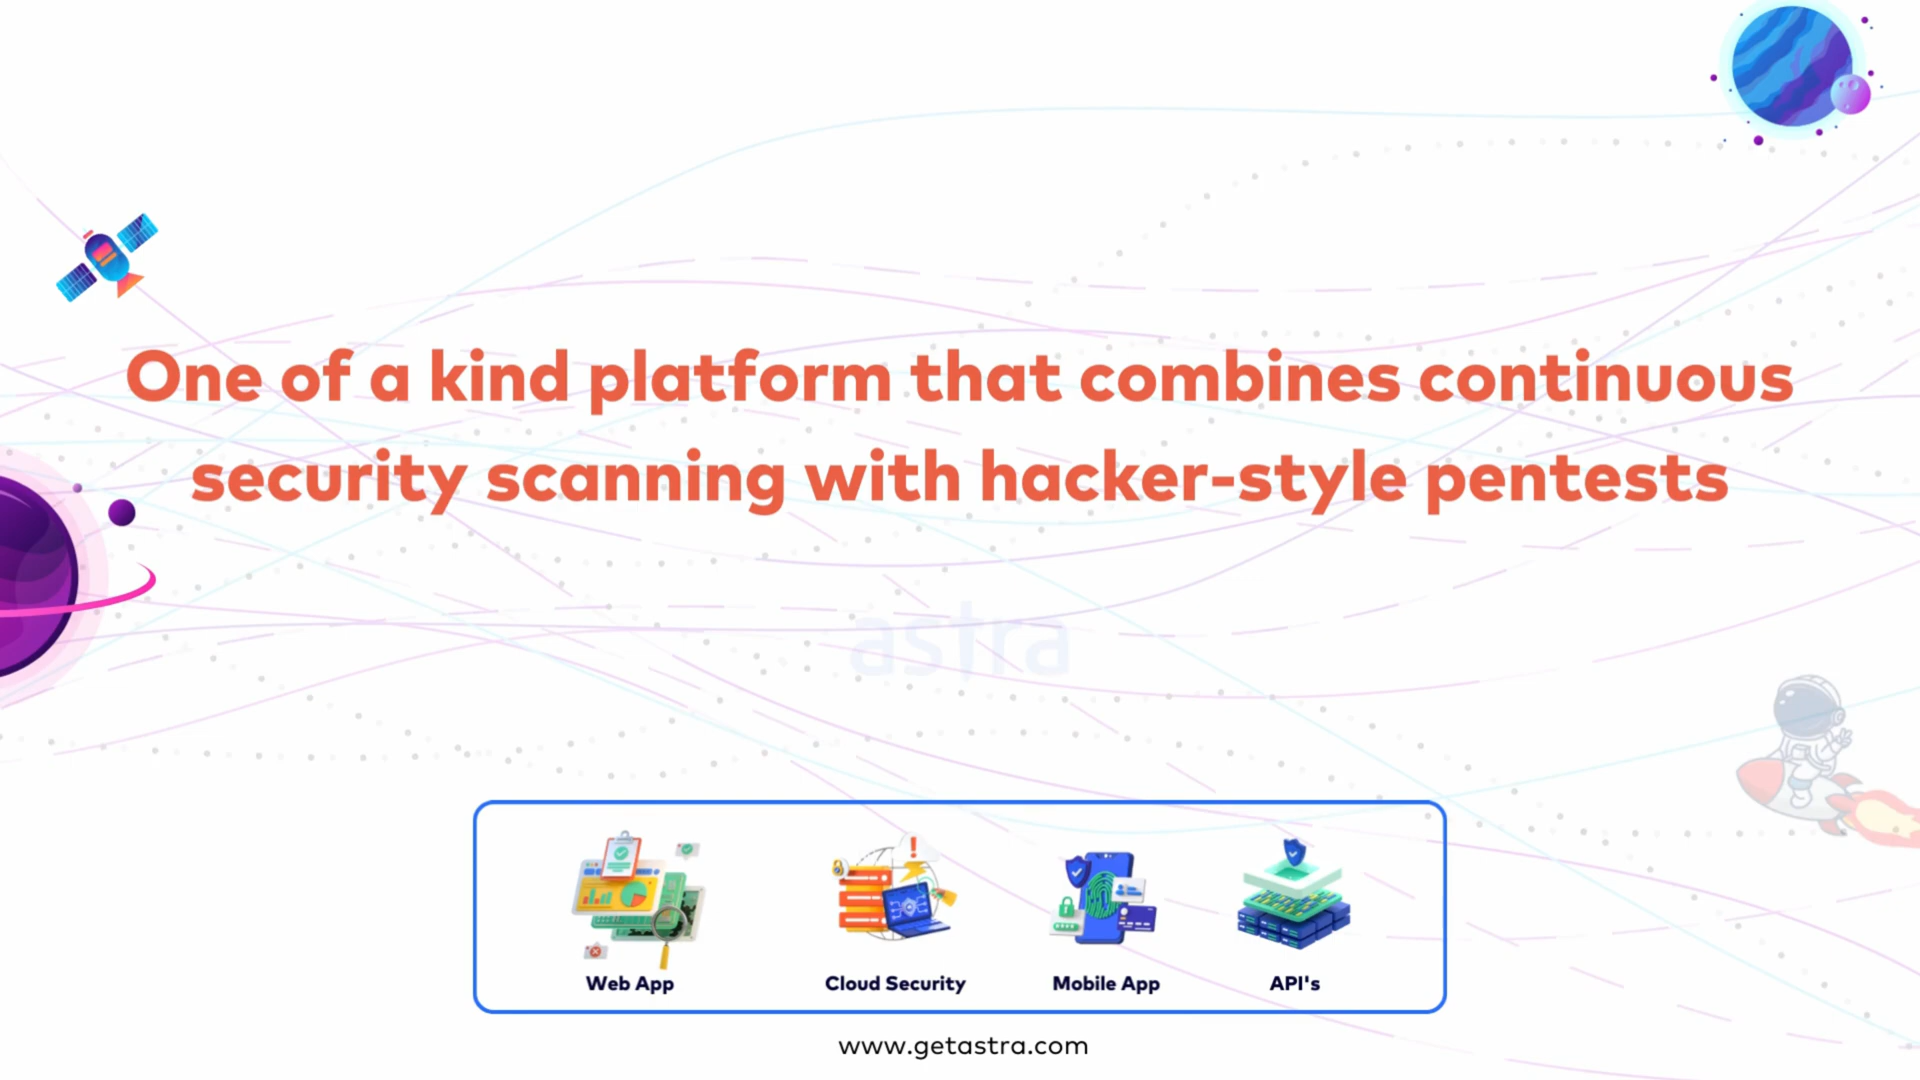 One of a kind platform that combines continuous
security scanning with hacker-style pentests
astra
Web App
Cloud Security
Mobile App
API's
www.getastra.com